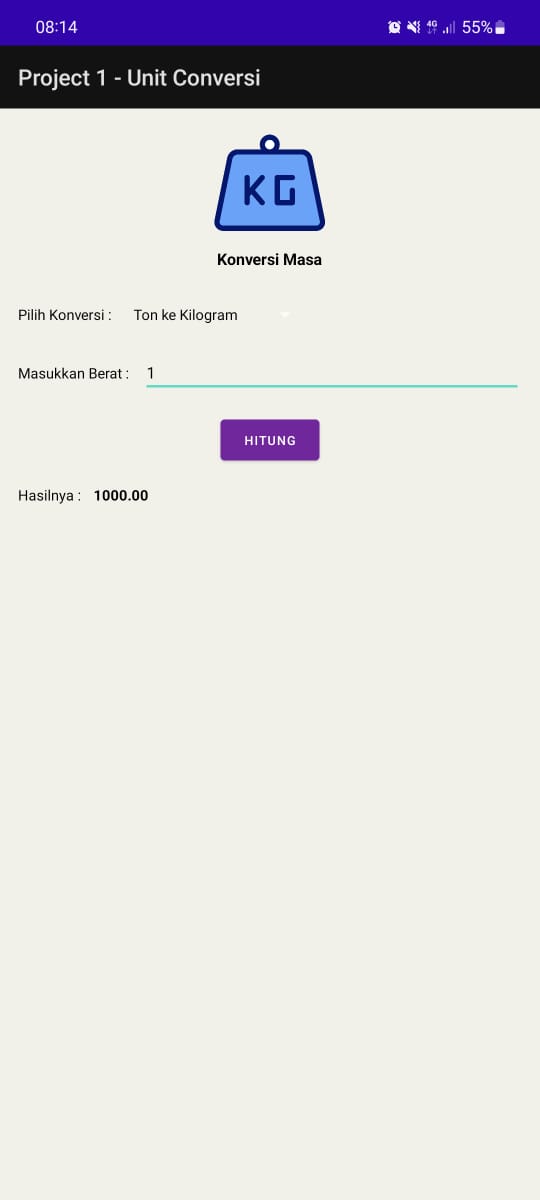 08:14 4G 55%
Project 1 - Unit Conversi
KG
Konversi Masa
Pilih Konversi : Ton ke Kilogram
Masukkan Berat : 1
HITUNG
Hasilnya : 1000.00